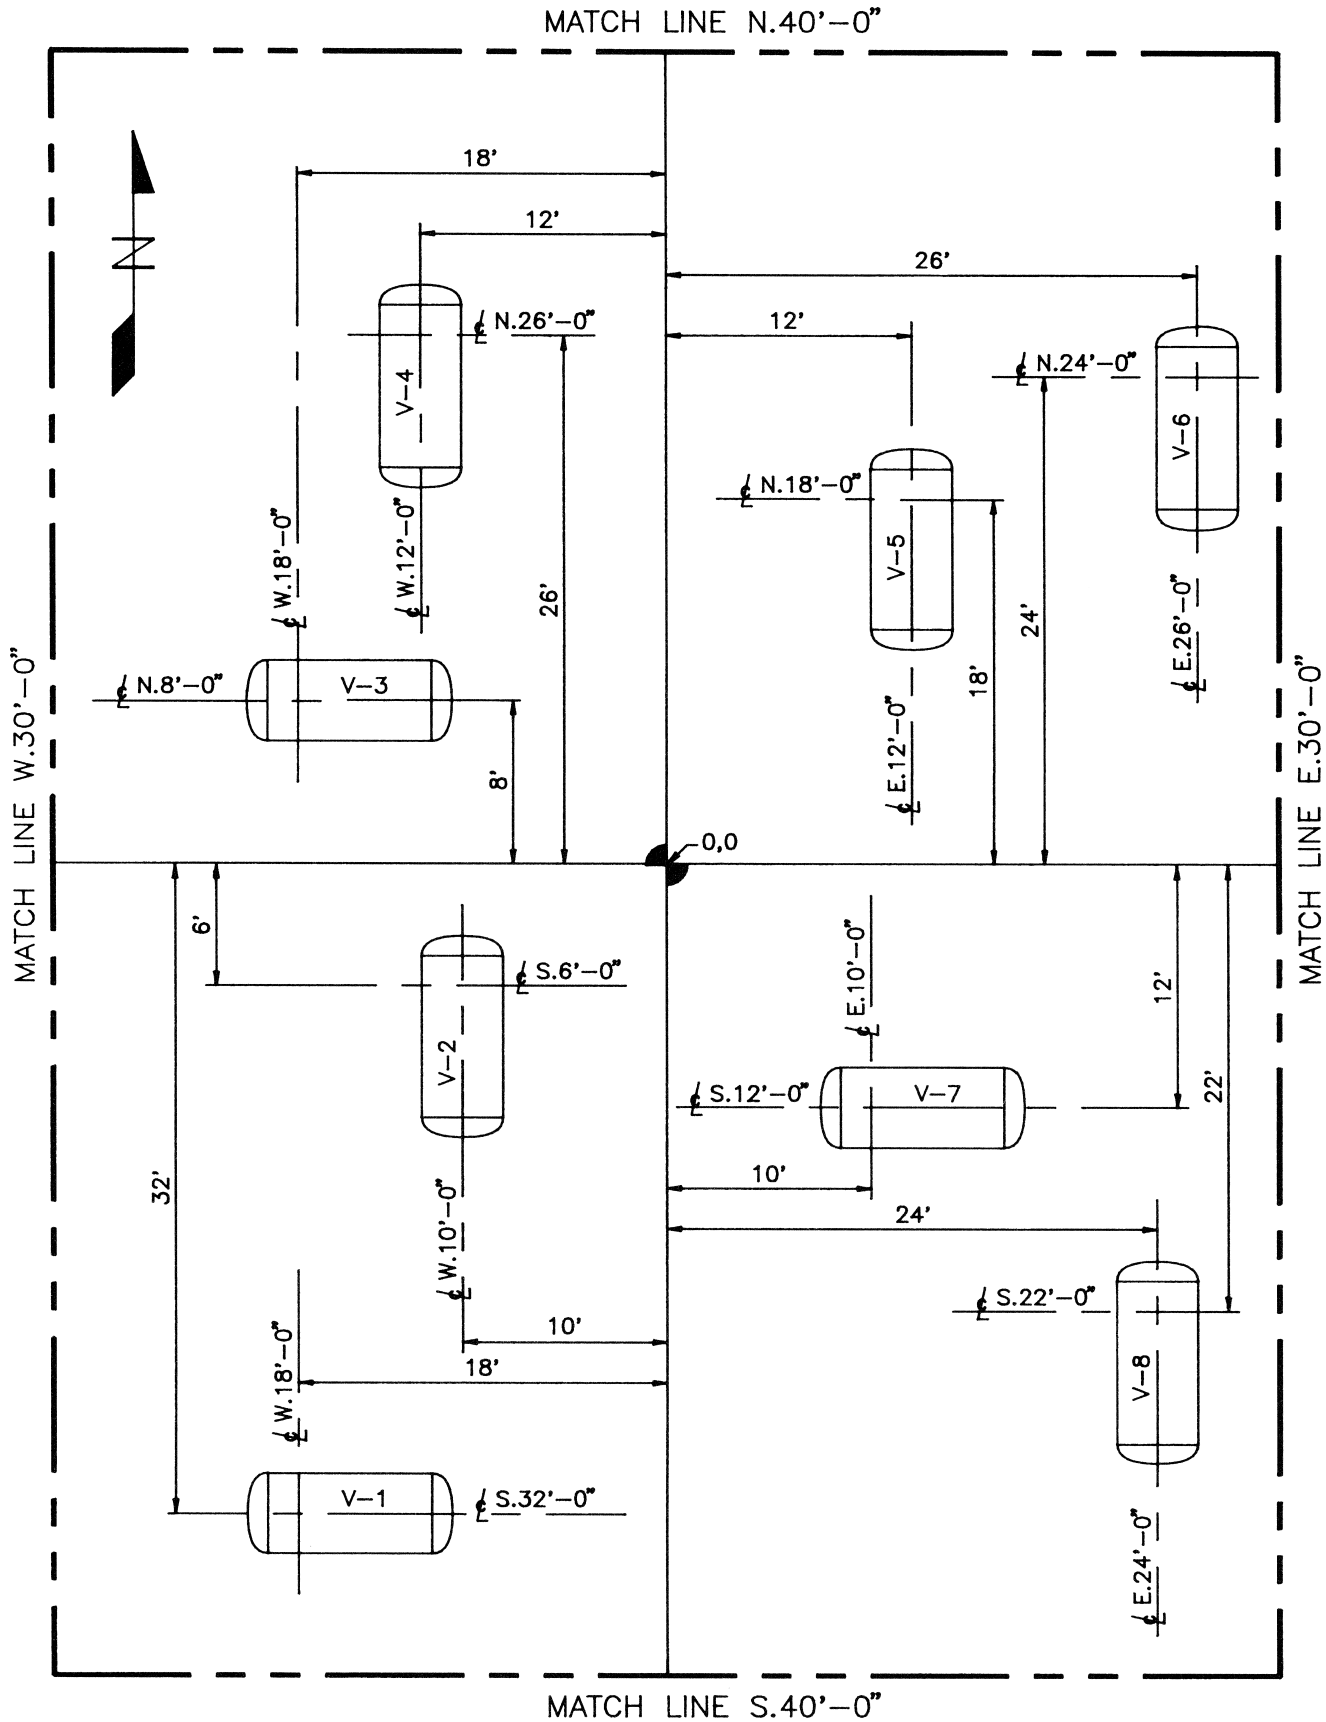 MATCH LINE N.40'-0"
18'
12'
26'
12'
℄ N.26'-0"
℄ N.24'-0"
N
V-4
V-6
℄ N.18'-0"
V-5
℄ W.18'-0"
℄ W.12'-0"
26'
24'
℄ E.26'-0"
18'
℄ N.8'-0"
V-3
8'
℄ E.12'-0"
MATCH LINE W.30'-0"
MATCH LINE E.30'-0"
0,0
6'
℄ S.6'-0"
℄ E.10'-0"
12'
V-2
22'
℄ S.12'-0"
V-7
32'
10'
℄ W.10'-0"
24'
℄ S.22'-0"
10'
18'
℄ W.18'-0"
V-8
V-1
℄ S.32'-0"
℄ E.24'-0"
MATCH LINE S.40'-0"